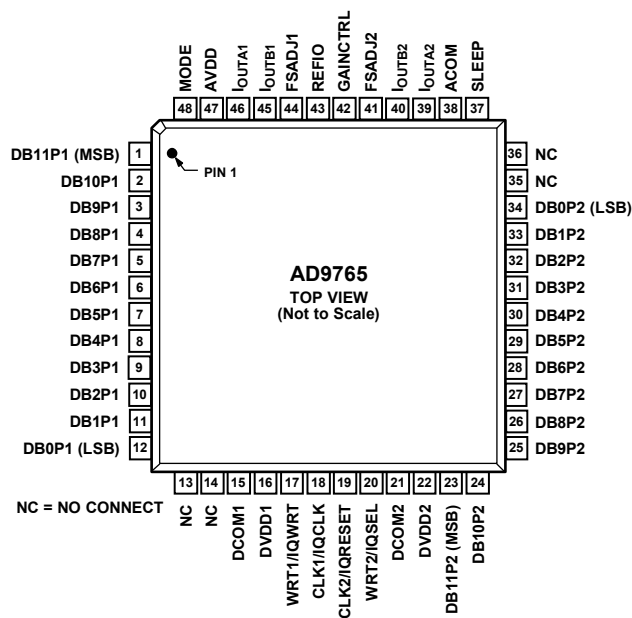 MODE
AVDD
IOUTA1
IOUTB1
FSADJ1
REFIO
GAINCTRL
FSADJ2
IOUTB2
IOUTA2
ACOM
SLEEP
48 47 46 45 44 43 42 41 40 39 38 37
DB11P1 (MSB) 1
DB10P1 2
DB9P1 3
DB8P1 4
DB7P1 5
DB6P1 6
DB5P1 7
DB4P1 8
DB3P1 9
DB2P1 10
DB1P1 11
DB0P1 (LSB) 12
PIN 1
AD9765
TOP VIEW
(Not to Scale)
36 NC
35 NC
34 DB0P2 (LSB)
33 DB1P2
32 DB2P2
31 DB3P2
30 DB4P2
29 DB5P2
28 DB6P2
27 DB7P2
26 DB8P2
25 DB9P2
13 14 15 16 17 18 19 20 21 22 23 24
NC
NC
DCOM1
DVDD1
WRT1/IQWRT
CLK1/IQCLK
CLK2/IQRESET
WRT2/IQSEL
DCOM2
DVDD2
DB11P2 (MSB)
DB10P2
NC = NO CONNECT